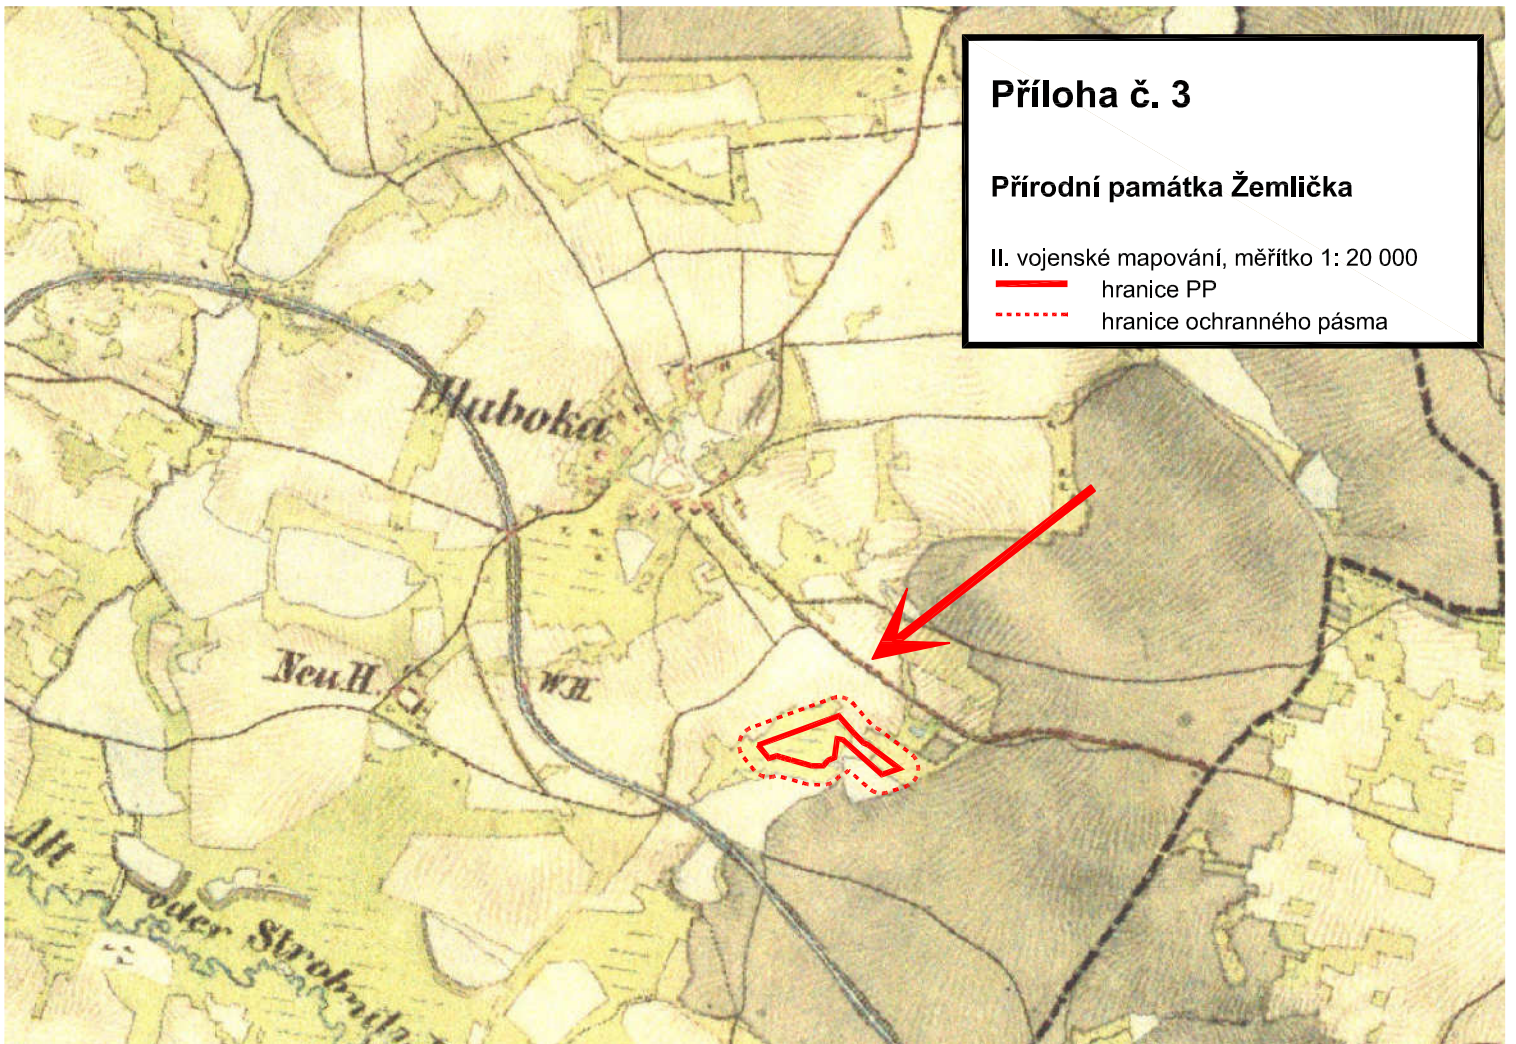 Příloha č. 3
Přírodní památka Žemlička
II. vojenské mapování, měřítko 1: 20 000
hranice PP
hranice ochranného pásma
Hluboka
Neu H.
W.H.
Alt oder Strobnitz